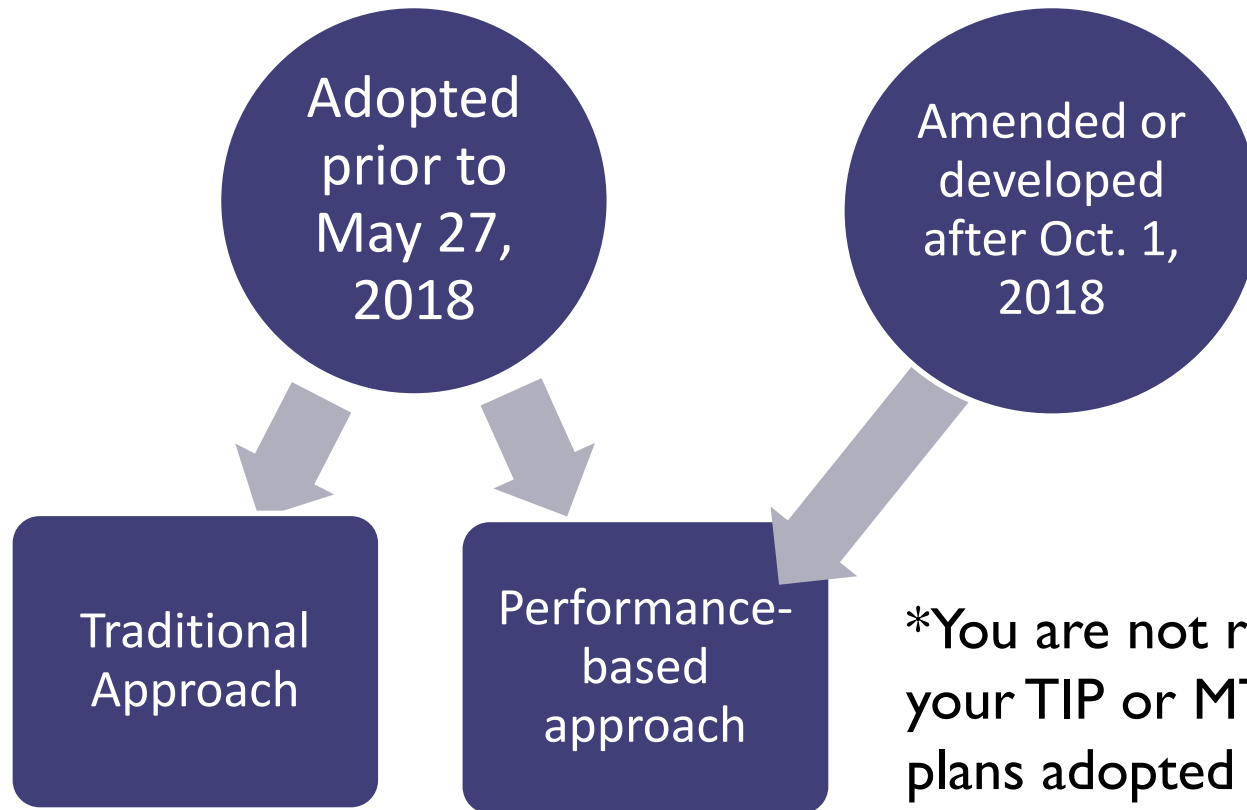 Adopted
prior to
May 27,
2018
Amended or
developed
after Oct. 1,
2018
Traditional
Approach
Performance-
based
approach
*You are not
your TIP or
plans adopted